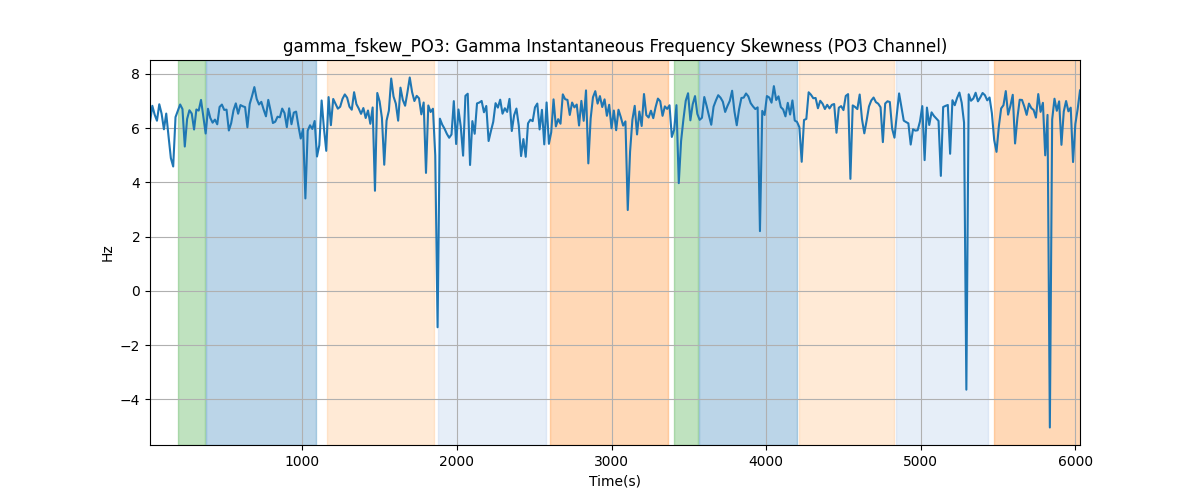 gamma_fskew_PO3: Gamma Instantaneous Frequency Skewness (PO3 Channel)
8
6
4
2
0
−2
−4
Hz
1000 2000 3000 4000 5000 6000
Time(s)